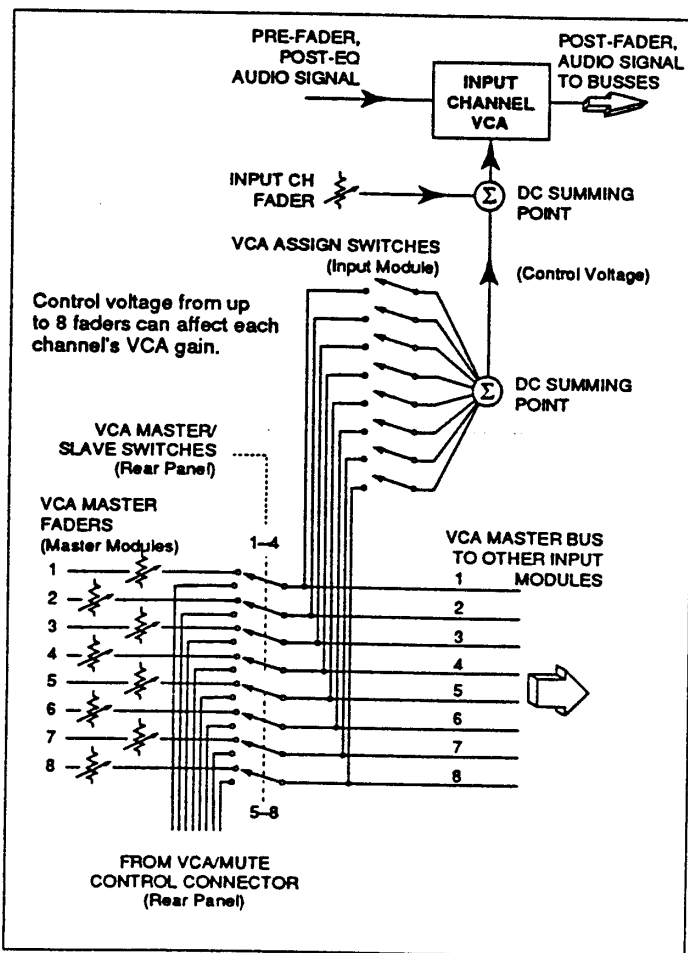 PRE-FADER,
POST-EQ
AUDIO SIGNAL
INPUT
CHANNEL
VCA
POST-FADER,
AUDIO SIGNAL
TO BUSSES
INPUT CH
FADER
Σ
DC SUMMING
POINT
VCA ASSIGN SWITCHES
(Input Module)
(Control Voltage)
Control voltage from up
to 8 faders can affect each
channel's VCA gain.
Σ
DC SUMMING
POINT
VCA MASTER/
SLAVE SWITCHES
(Rear Panel)
VCA MASTER
FADERS
(Master Modules)
1–4
VCA MASTER BUS
TO OTHER INPUT
MODULES
1
2
3
4
5
6
7
8
1
2
3
4
5
6
7
8
5–8
FROM VCA/MUTE
CONTROL CONNECTOR
(Rear Panel)